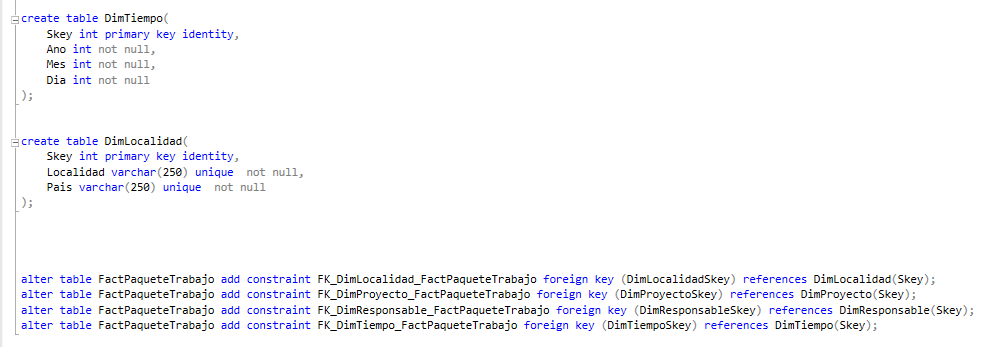 create table DimTiempo(
Skey int primary key identity,
Ano int not null,
Mes int not null,
Dia int not null
);
create table DimLocalidad(
Skey int primary key identity,
Localidad varchar(250) unique  not null,
Pais varchar(250) unique  not null
);
alter table FactPaqueteTrabajo add constraint FK_DimLocalidad_FactPaqueteTrabajo foreign key (DimLocalidadSkey) references DimLocalidad(Skey);
alter table FactPaqueteTrabajo add constraint FK_DimProyecto_FactPaqueteTrabajo foreign key (DimProyectoSkey) references DimProyecto(Skey);
alter table FactPaqueteTrabajo add constraint FK_DimResponsable_FactPaqueteTrabajo foreign key (DimResponsableSkey) references DimResponsable(Skey);
alter table FactPaqueteTrabajo add constraint FK_DimTiempo_FactPaqueteTrabajo foreign key (DimTiempoSkey) references DimTiempo(Skey);